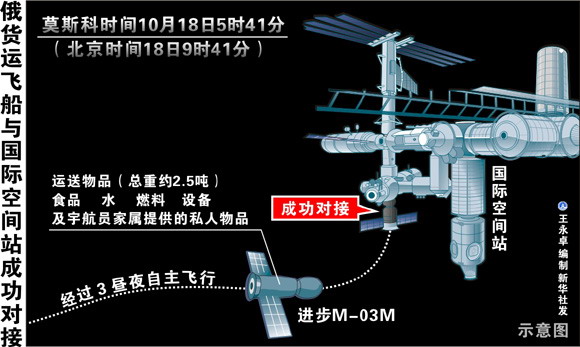 俄货运飞船与国际空间站成功对接
莫斯科时间10月18日5时41分
（北京时间18日9时41分）
运送物品（总重约2.5吨）
食品 水 燃料 设备
及宇航员家属提供的私人物品
成功对接
国际空间站
经过3昼夜自主飞行
进步M-03M
王永卓 编制 新华社发
示意图